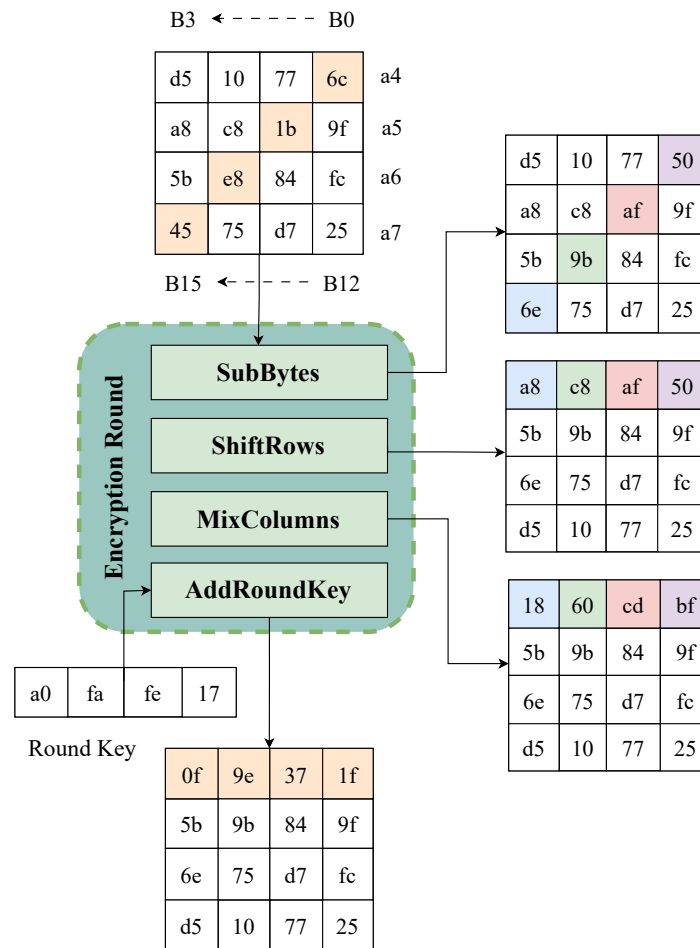 B3 B0
d5 10 77 6c a4
a8 c8 1b 9f a5
5b e8 84 fc a6
45 75 d7 25 a7
B15 B12
d5 10 77 50
a8 c8 af 9f
5b 9b 84 fc
6e 75 d7 25
Encryption Round
SubBytes
ShiftRows
MixColumns
AddRoundKey
a8 c8 af 50
5b 9b 84 9f
6e 75 d7 fc
d5 10 77 25
18 60 cd bf
5b 9b 84 9f
6e 75 d7 fc
d5 10 77 25
a0 fa fe 17
Round Key
0f 9e 37 1f
5b 9b 84 9f
6e 75 d7 fc
d5 10 77 25